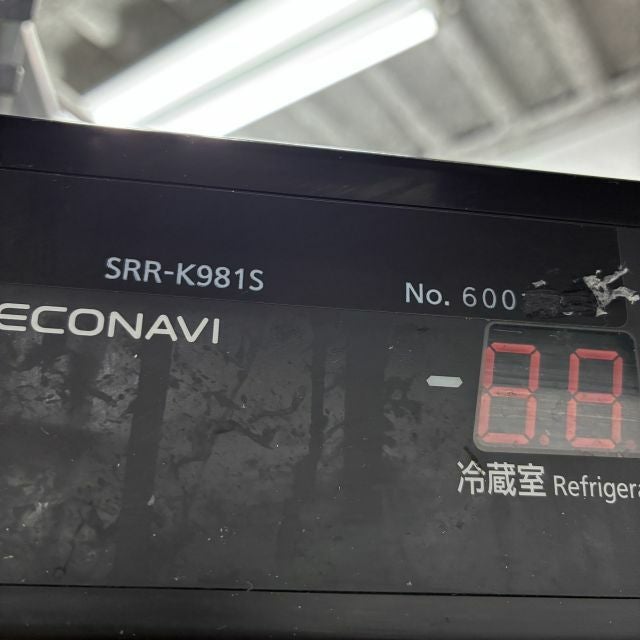 SRR-K981S
No. 600
ECONAVI
冷蔵室 Refrigera